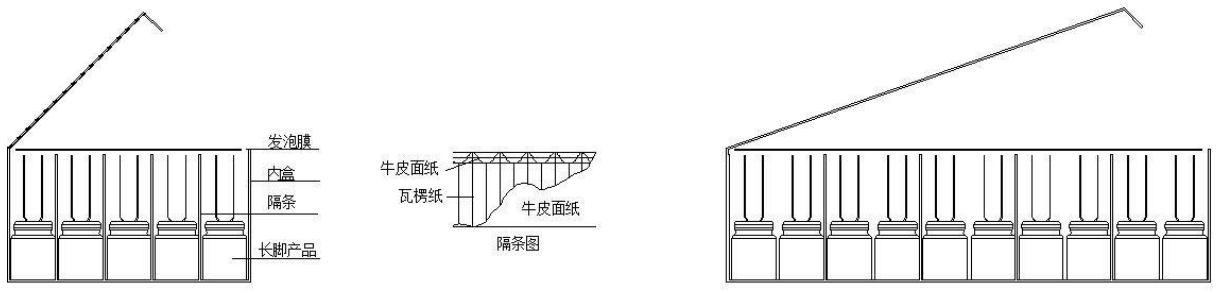 发泡膜
内盒
隔条
长脚产品
牛皮面纸
瓦楞纸
牛皮面纸
隔条图